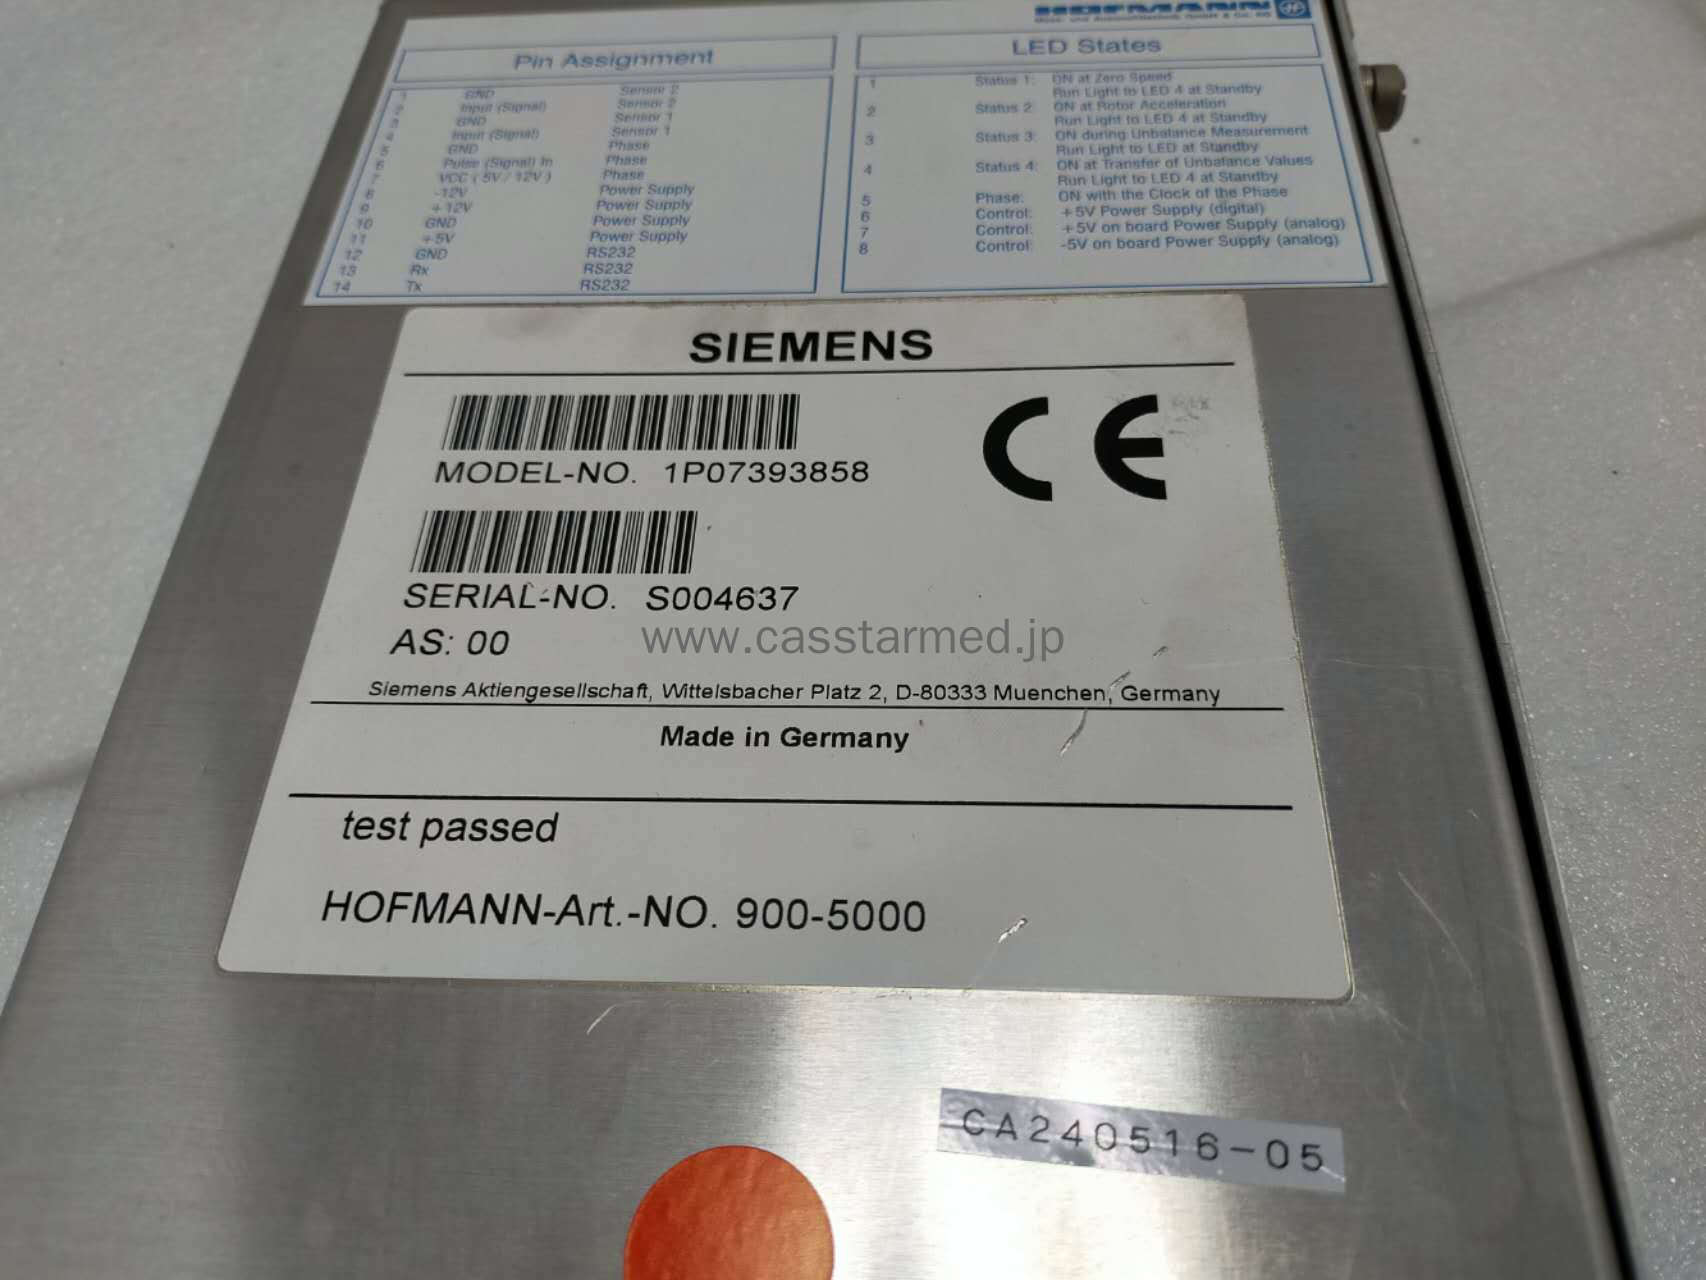 HOFMANN
Mess- und Auswuchttechnik GmbH & Co. KG
Pin Assignment
1 GND Sensor 2
2 Input (Signal) Sensor 2
3 GND Sensor 1
4 Input (Signal) Sensor 1
5 GND Phase
6 Pulse (Signal) In Phase
7 VCC ( 5V / 12V ) Phase
8 -12V Power Supply
9 +12V Power Supply
10 GND Power Supply
11 +5V Power Supply
12 GND RS232
13 Rx RS232
14 Tx RS232
LED States
1 Status 1: ON at Zero Speed
Run Light to LED 4 at Standby
2 Status 2: ON at Rotor Acceleration
Run Light to LED 4 at Standby
3 Status 3: ON during Unbalance Measurement
Run Light to LED at Standby
4 Status 4: ON at Transfer of Unbalance Values
Run Light to LED 4 at Standby
5 Phase: ON with the Clock of the Phase
6 Control: +5V Power Supply (digital)
7 Control: +5V on board Power Supply (analog)
8 Control: -5V on board Power Supply (analog)
SIEMENS
CE
MODEL-NO. 1P07393858
SERIAL-NO. S004637
AS: 00
www.casstarmed.jp
Siemens Aktiengesellschaft, Wittelsbacher Platz 2, D-80333 Muenchen, Germany
Made in Germany
test passed
HOFMANN-Art.-NO. 900-5000
CA240516-05